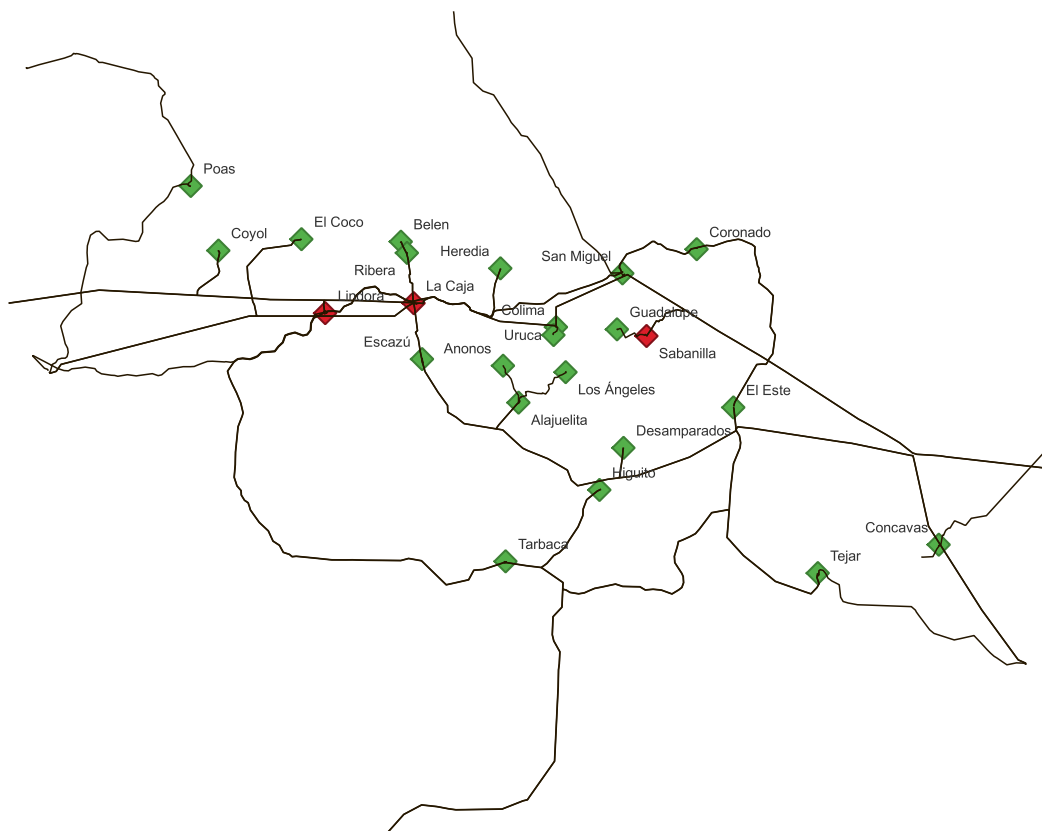 Poas
Coyol
El Coco
Belen
Coronado
Heredia
San Miguel
Ribera
La Caja
Lindora
Colima
Guadalupe
Uruca
Escazú
Anonos
Sabanilla
Los Ángeles
El Este
Alajuelita
Desamparados
Higuito
Concavas
Tarbaca
Tejar